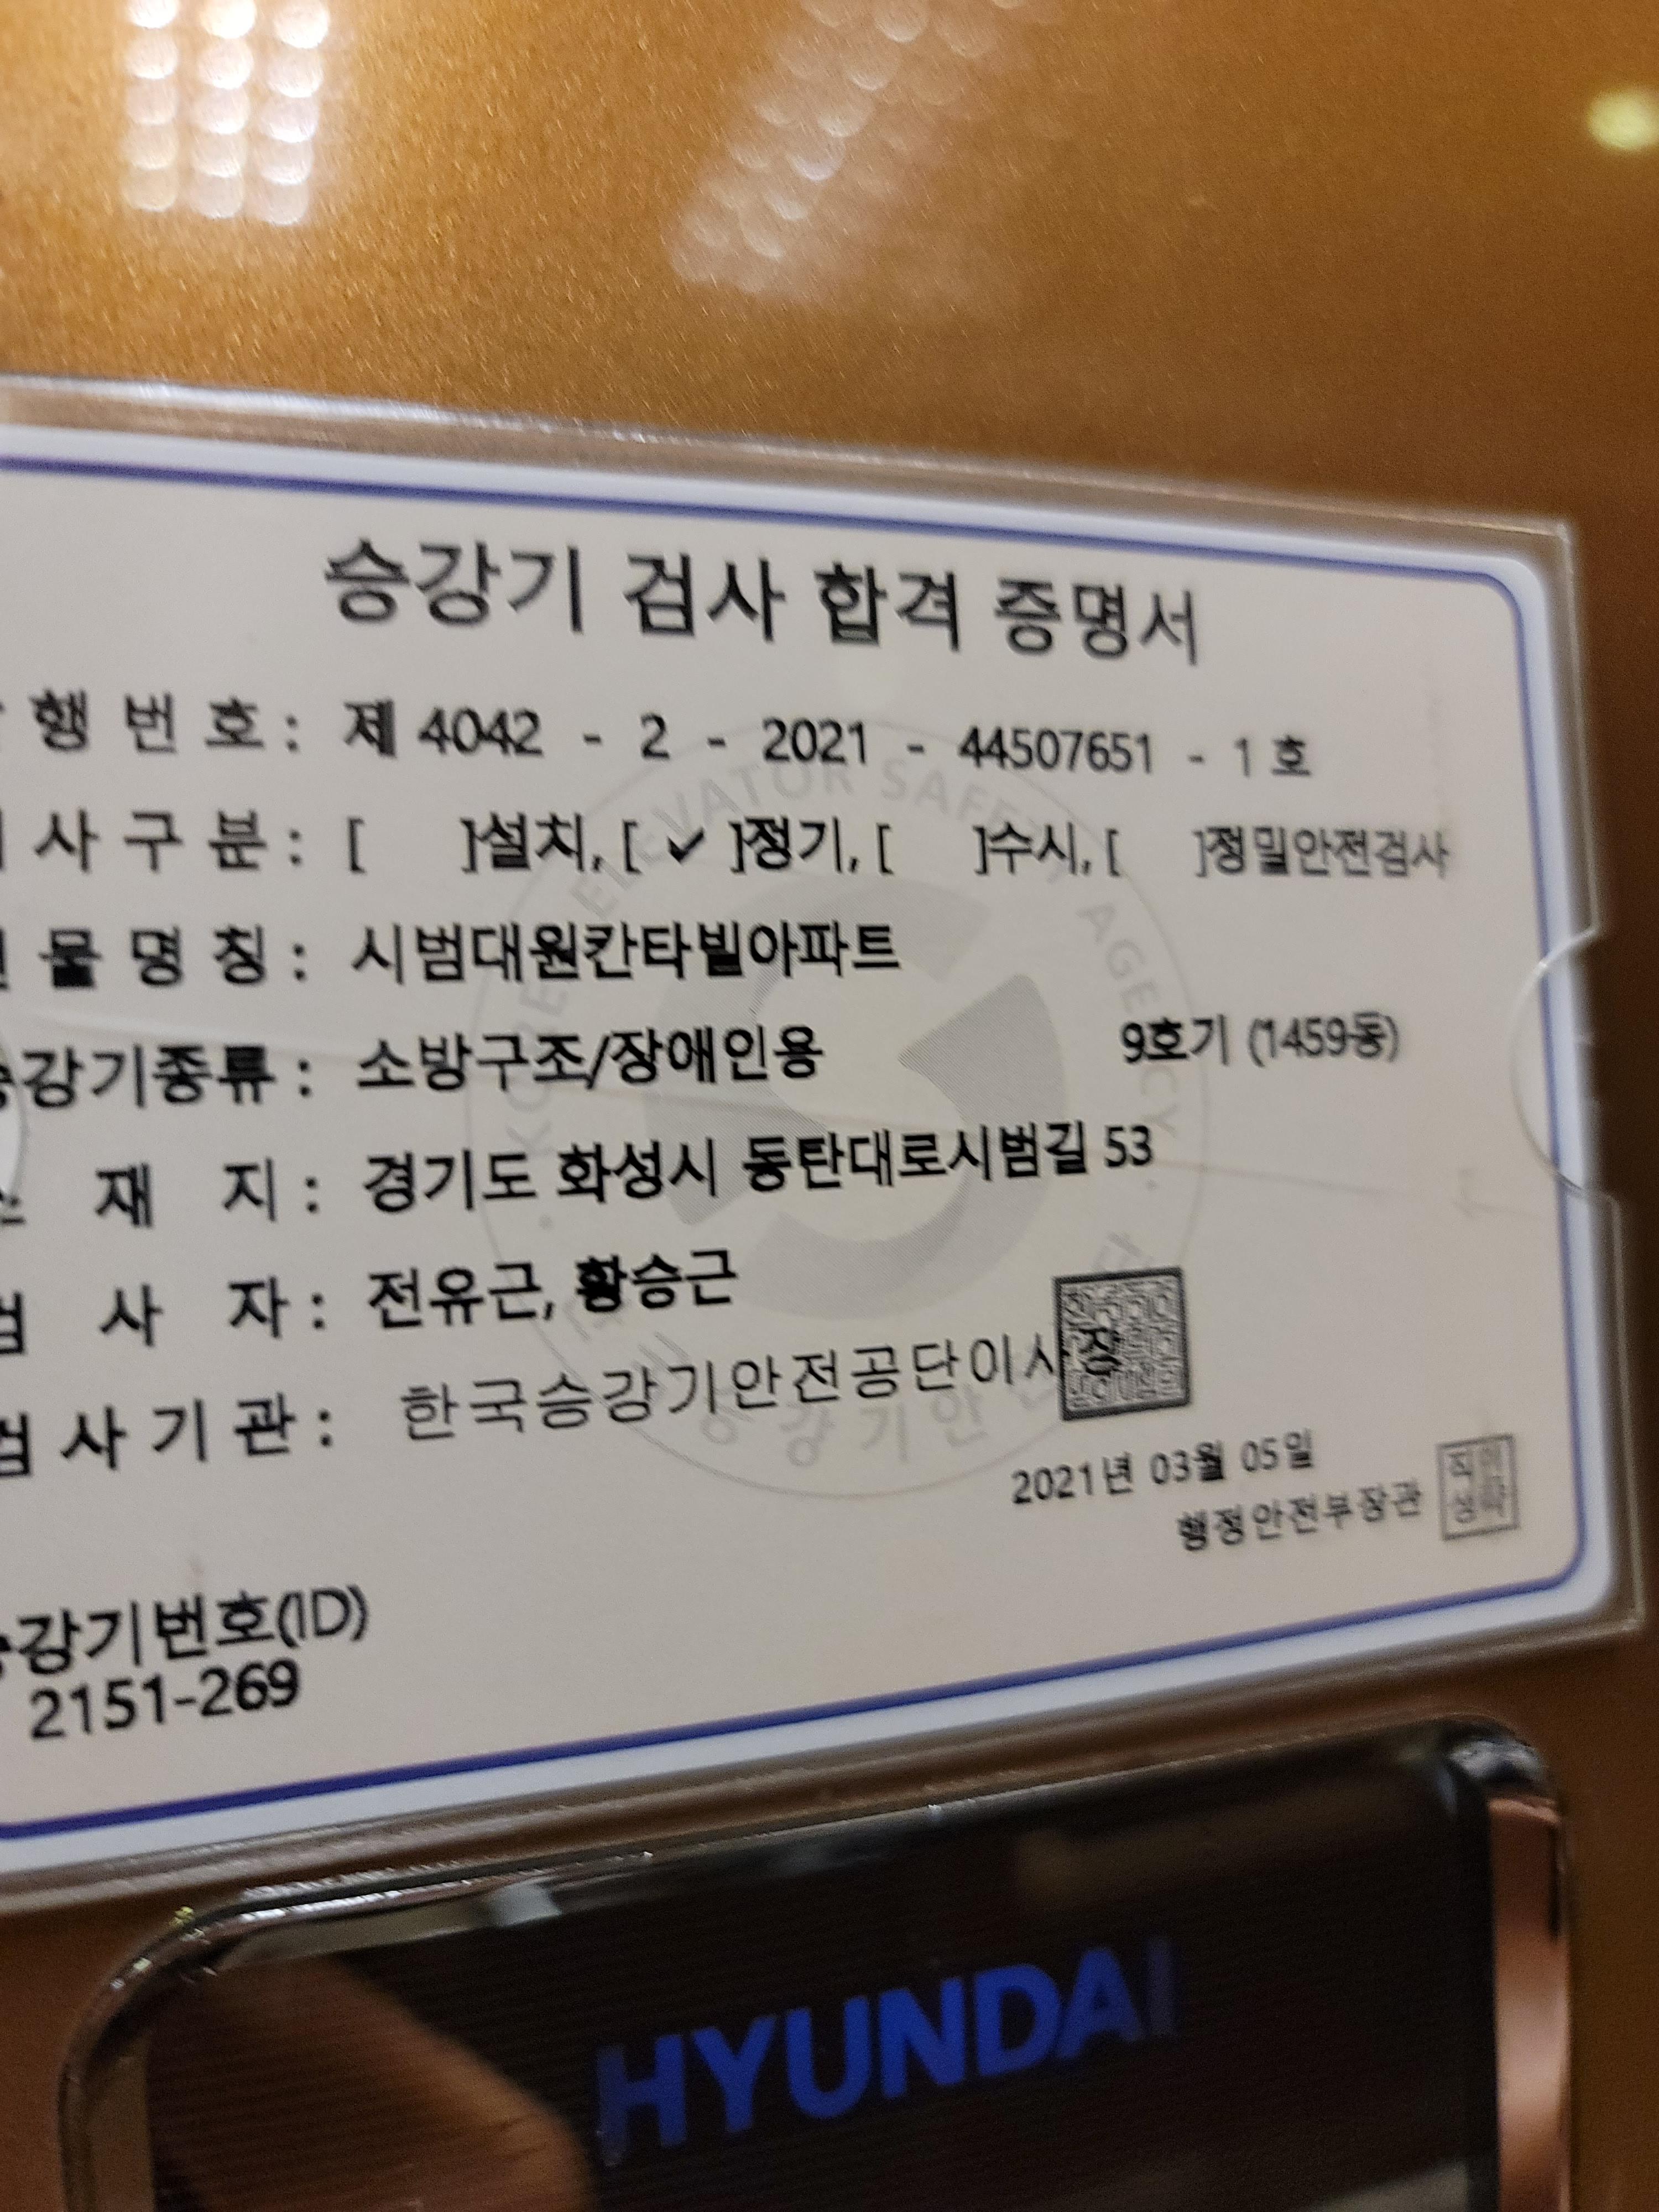 승강기 검사 합격 증명서
행번호 : 제 4042 - 2 - 2021 - 44507651 - 1 호
사구분 : [ ]설치, [ ✓ ]정기, [ ]수시, [ ]정밀안전검사
물명칭 : 시범대원칸타빌아파트
강기종류 : 소방구조/장애인용 9호기 (1459동)
재 지 : 경기도 화성시 동탄대로시범길 53
사 자 : 전유근, 황승근
검사기관 : 한국승강기안전공단이사장
2021년 03월 05일
행정안전부장관
강기번호(ID)
2151-269
KOREA ELEVATOR SAFETY AGENCY
HYUNDAI